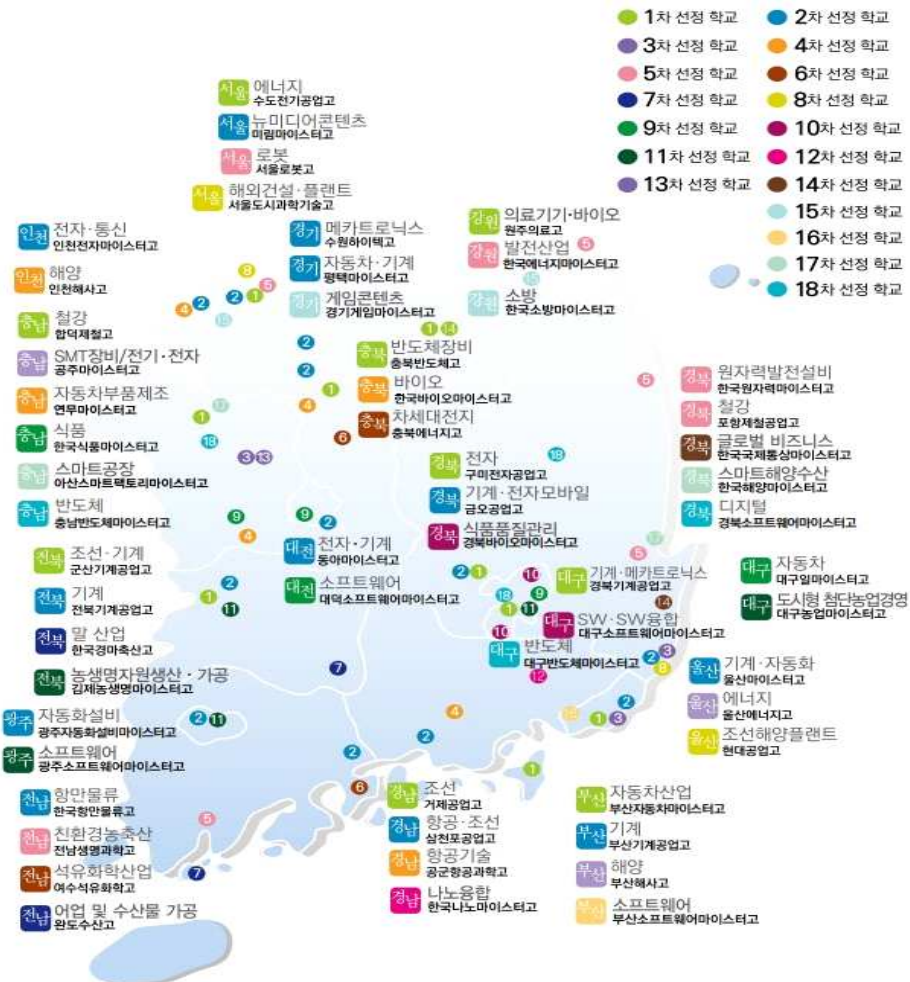 1차 선정 학교
2차 선정 학교
3차 선정 학교
4차 선정 학교
5차 선정 학교
6차 선정 학교
7차 선정 학교
8차 선정 학교
9차 선정 학교
10차 선정 학교
11차 선정 학교
12차 선정 학교
13차 선정 학교
14차 선정 학교
15차 선정 학교
16차 선정 학교
17차 선정 학교
18차 선정 학교
서울 에너지
수도전기공업고
서울 뉴미디어콘텐츠
미림마이스터고
서울 로봇
서울로봇고
서울 해외건설·플랜트
서울도시과학기술고
인천 전자·통신
인천전자마이스터고
인천 해양
인천해사고
경기 메카트로닉스
수원하이텍고
경기 자동차·기계
평택마이스터고
경기 게임콘텐츠
경기게임마이스터고
강원 의료기기·바이오
원주의료고
강원 발전산업
한국에너지마이스터고
강원 소방
한국소방마이스터고
충남 철강
합덕제철고
충남 SMT장비/전기·전자
공주마이스터고
충남 자동차부품제조
연무마이스터고
충남 식품
한국식품마이스터고
충남 스마트공장
아산스마트팩토리마이스터고
충남 반도체
충남반도체마이스터고
충북 반도체장비
충북반도체고
충북 바이오
한국바이오마이스터고
충북 차세대전지
충북에너지고
경북 전자
구미전자공업고
경북 기계·전자모바일
금오공업고
경북 식품품질관리
경북바이오마이스터고
경북 원자력발전설비
한국원자력마이스터고
경북 철강
포항제철공업고
경북 글로벌 비즈니스
한국국제통상마이스터고
경북 스마트해양수산
한국해양마이스터고
경북 디지털
경북소프트웨어마이스터고
대전 전자·기계
동아마이스터고
대전 소프트웨어
대덕소프트웨어마이스터고
대구 기계·메카트로닉스
경북기계공업고
대구 SW·SW융합
대구소프트웨어마이스터고
대구 반도체
대구반도체마이스터고
대구 자동차
대구일마이스터고
대구 도시형 첨단농업경영
대구농업마이스터고
전북 조선·기계
군산기계공업고
전북 기계
전북기계공업고
전북 말 산업
한국경마축산고
전북 농생명자원생산·가공
김제농생명마이스터고
광주 자동화설비
광주자동화설비마이스터고
광주 소프트웨어
광주소프트웨어마이스터고
전남 항만물류
한국항만물류고
전남 친환경농축산
전남생명과학고
전남 석유화학산업
여수석유화학고
전남 어업 및 수산물 가공
완도수산고
울산 기계·자동화
울산마이스터고
울산 에너지
울산에너지고
울산 조선해양플랜트
현대공업고
경남 조선
거제공업고
경남 항공·조선
삼천포공업고
경남 항공기술
공군항공과학고
경남 나노융합
한국나노마이스터고
부산 자동차산업
부산자동차마이스터고
부산 기계
부산기계공업고
부산 해양
부산해사고
부산 소프트웨어
부산소프트웨어마이스터고